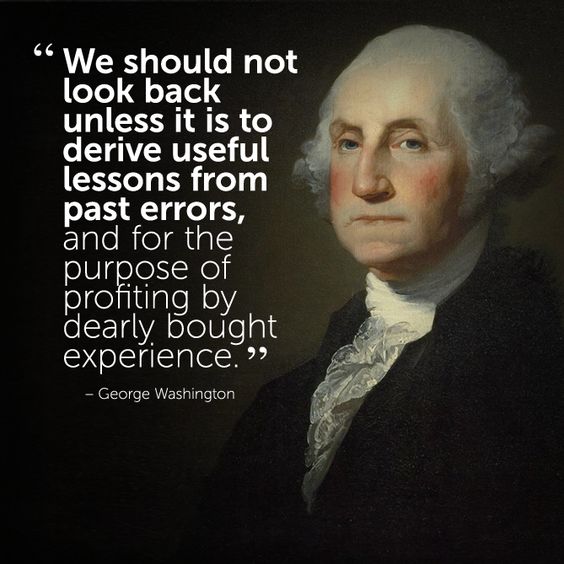 “ We should not
look back
unless it is to
derive useful
lessons from
past errors,
and for the
purpose of
profiting by
dearly bought
experience. ”
– George Washington